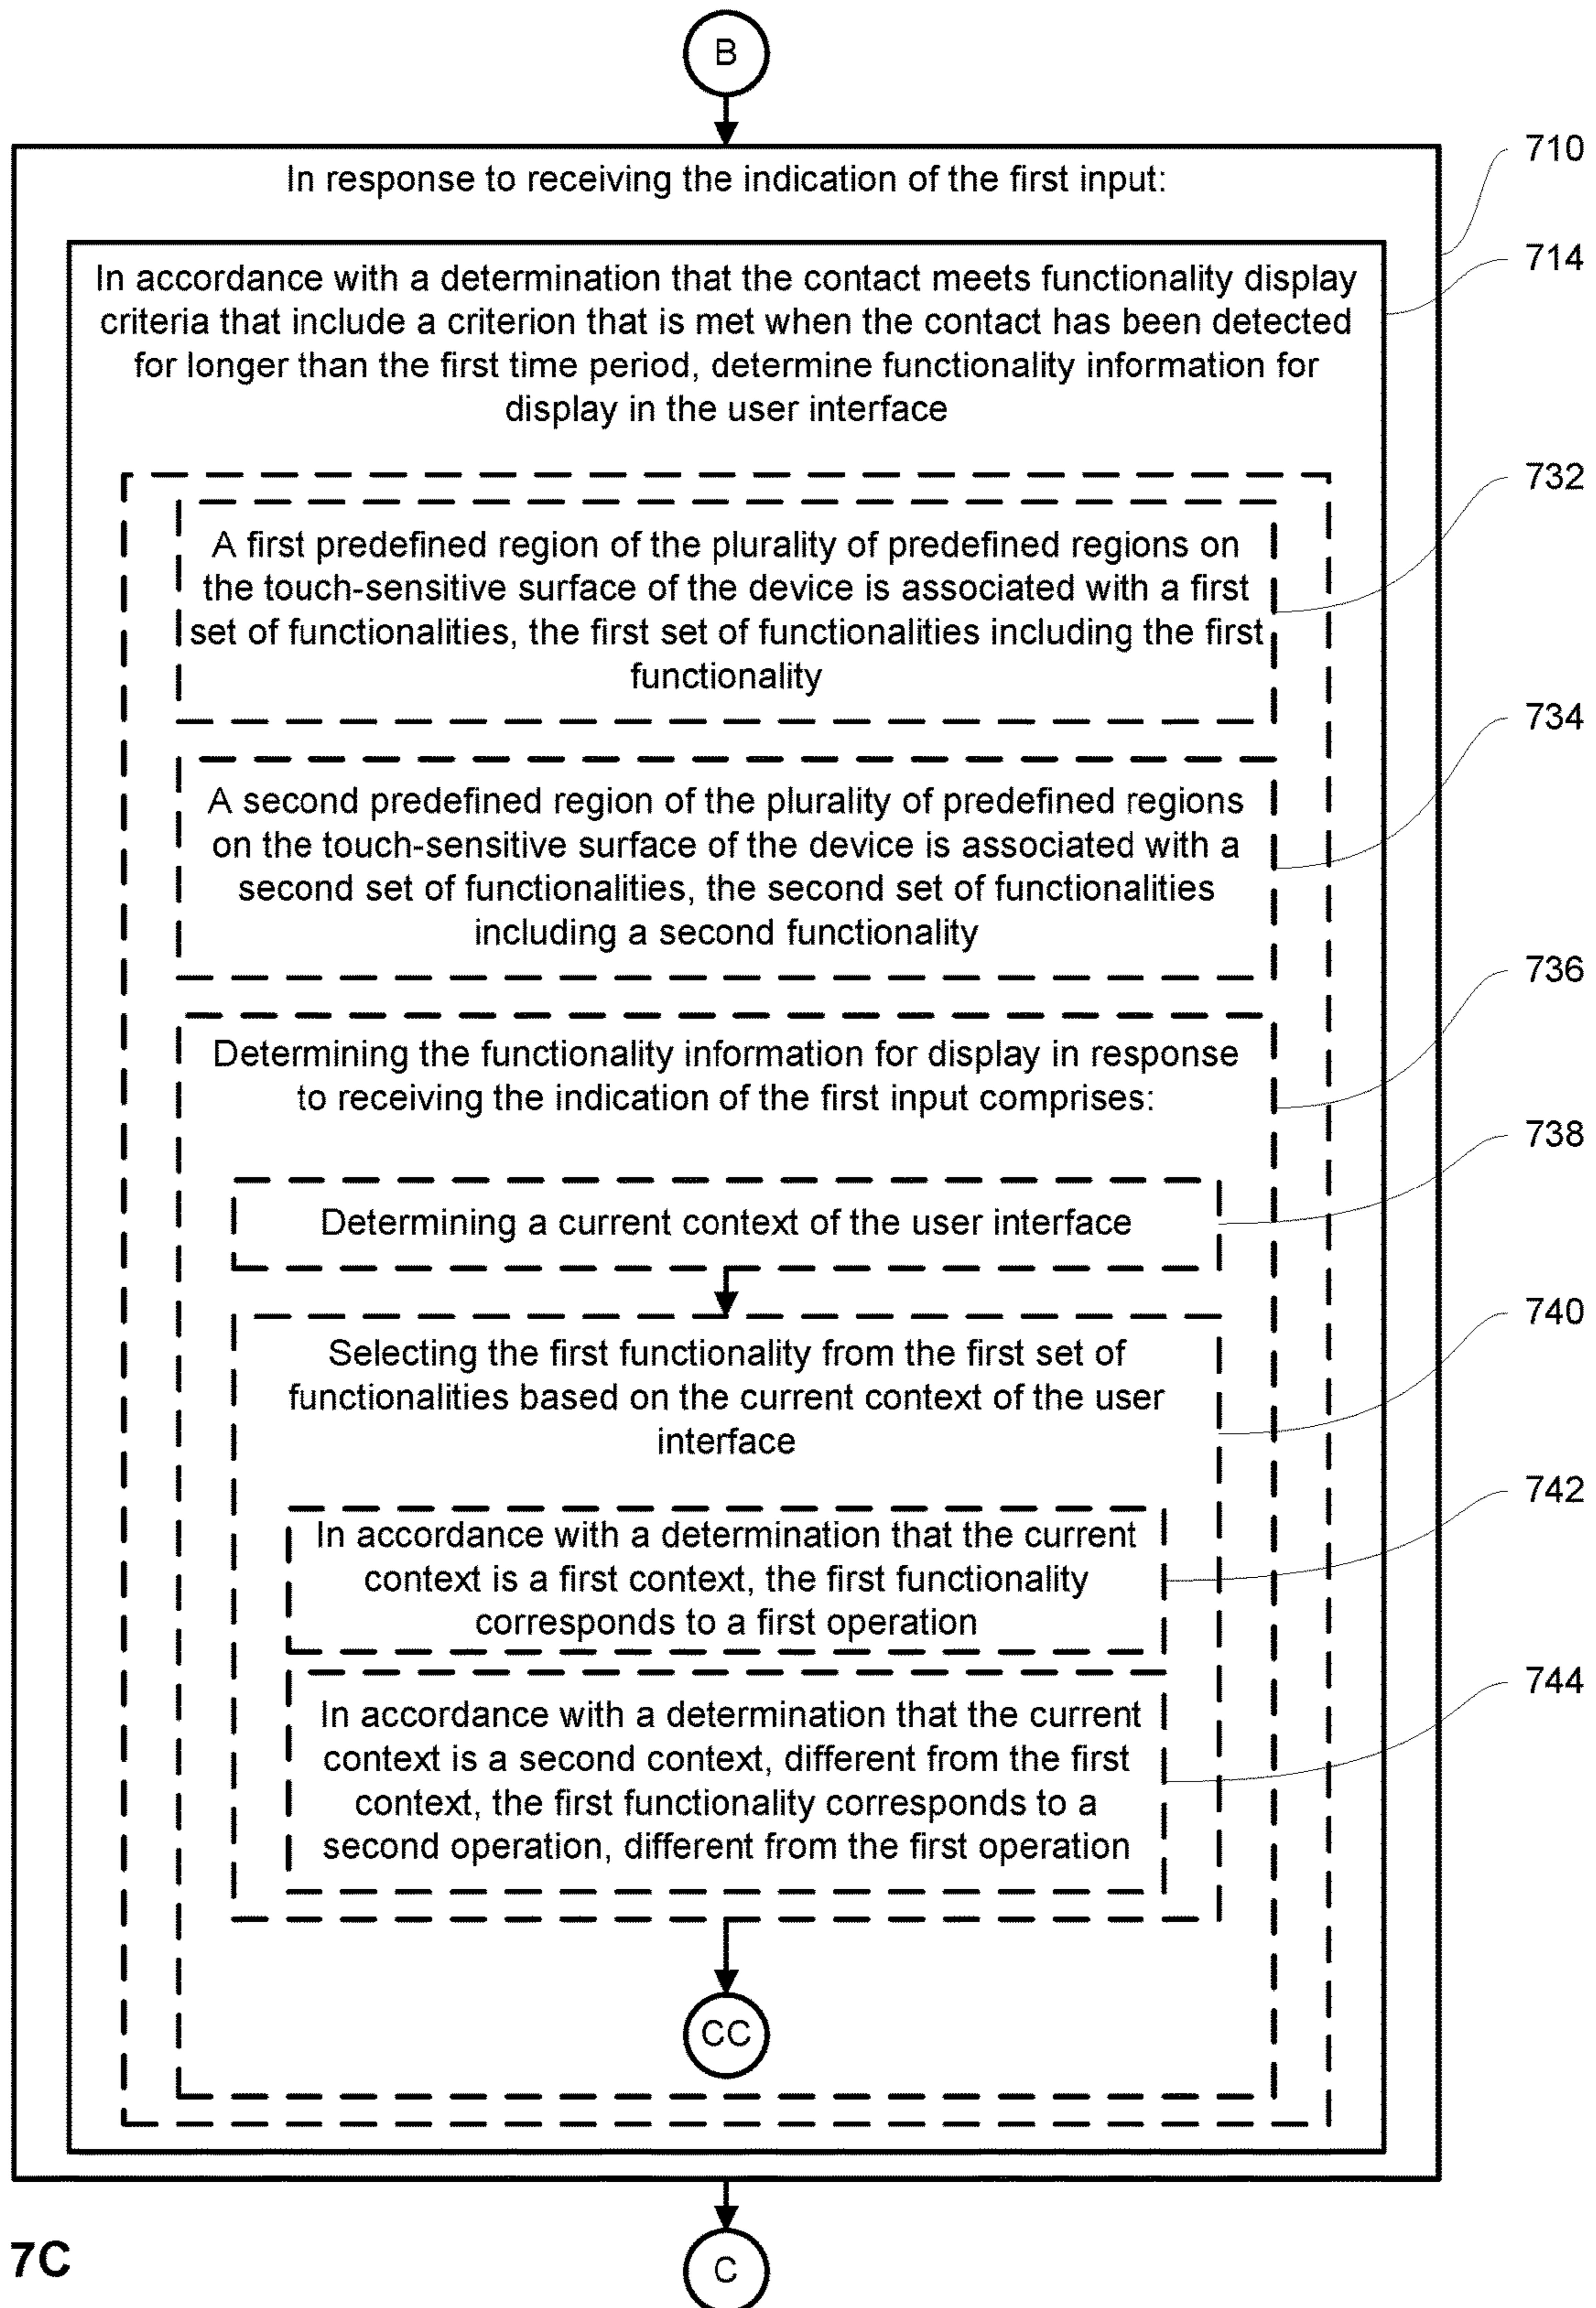 B
710
In response to receiving the indication of the first input:
714
In accordance with a determination that the contact meets functionality display
criteria that include a criterion that is met when the contact has been detected
for longer than the first time period, determine functionality information for
display in the user interface
732
A first predefined region of the plurality of predefined regions on
the touch-sensitive surface of the device is associated with a first
set of functionalities, the first set of functionalities including the first
functionality
734
A second predefined region of the plurality of predefined regions
on the touch-sensitive surface of the device is associated with a
second set of functionalities, the second set of functionalities
including a second functionality
736
Determining the functionality information for display in response
to receiving the indication of the first input comprises:
738
Determining a current context of the user interface
740
Selecting the first functionality from the first set of
functionalities based on the current context of the user
interface
742
In accordance with a determination that the current
context is a first context, the first functionality
corresponds to a first operation
744
In accordance with a determination that the current
context is a second context, different from the first
context, the first functionality corresponds to a
second operation, different from the first operation
CC
7C
C